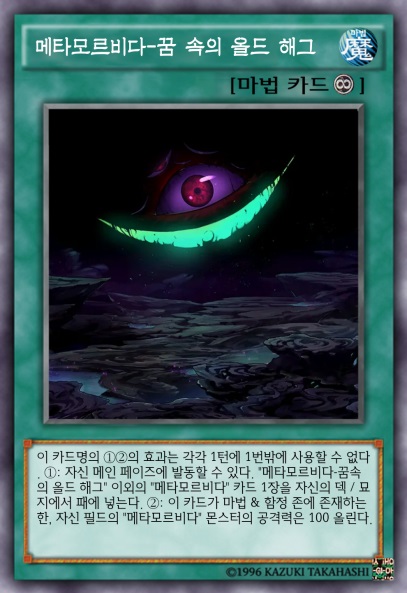 메타모르비다-꿈 속의 올드 해그
마법
魔
[마법 카드 ♾ ]
이 카드명의 ①②의 효과는 각각 1턴에 1번밖에 사용할 수 없다
. ①: 자신 메인 페이즈에 발동할 수 있다. "메타모르비다-꿈속
의 올드 해그" 이외의 "메타모르비다" 카드 1장을 자신의 덱 / 묘
지에서 패에 넣는다. ②: 이 카드가 마법 & 함정 존에 존재하는
한, 자신 필드의 "메타모르비다" 몬스터의 공격력은 100 올린다.
©1996 KAZUKI TAKAHASHI